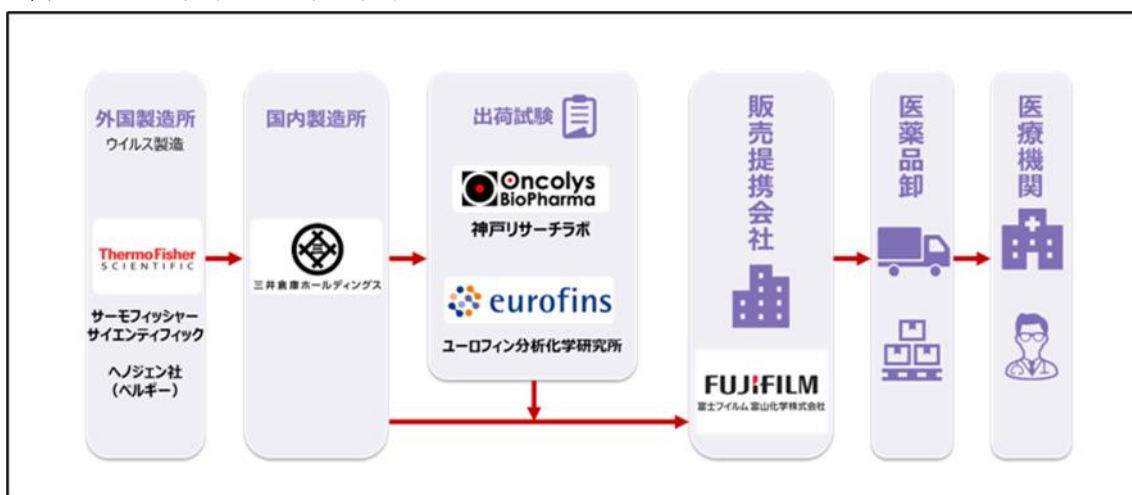 外国製造所
ウイルス製造
ThermoFisher
SCIENTIFIC
サーモフィッシャー
サイエンティフィック
ヘノジェン社
（ベルギー）
国内製造所
三井倉庫ホールディングス
出荷試験
Oncolys
BioPharma
神戸リサーチラボ
eurofins
ユーロフィン分析化学研究所
販売提携会社
FUJIFILM
富士フイルム富山化学株式会社
医薬品卸
医療機関